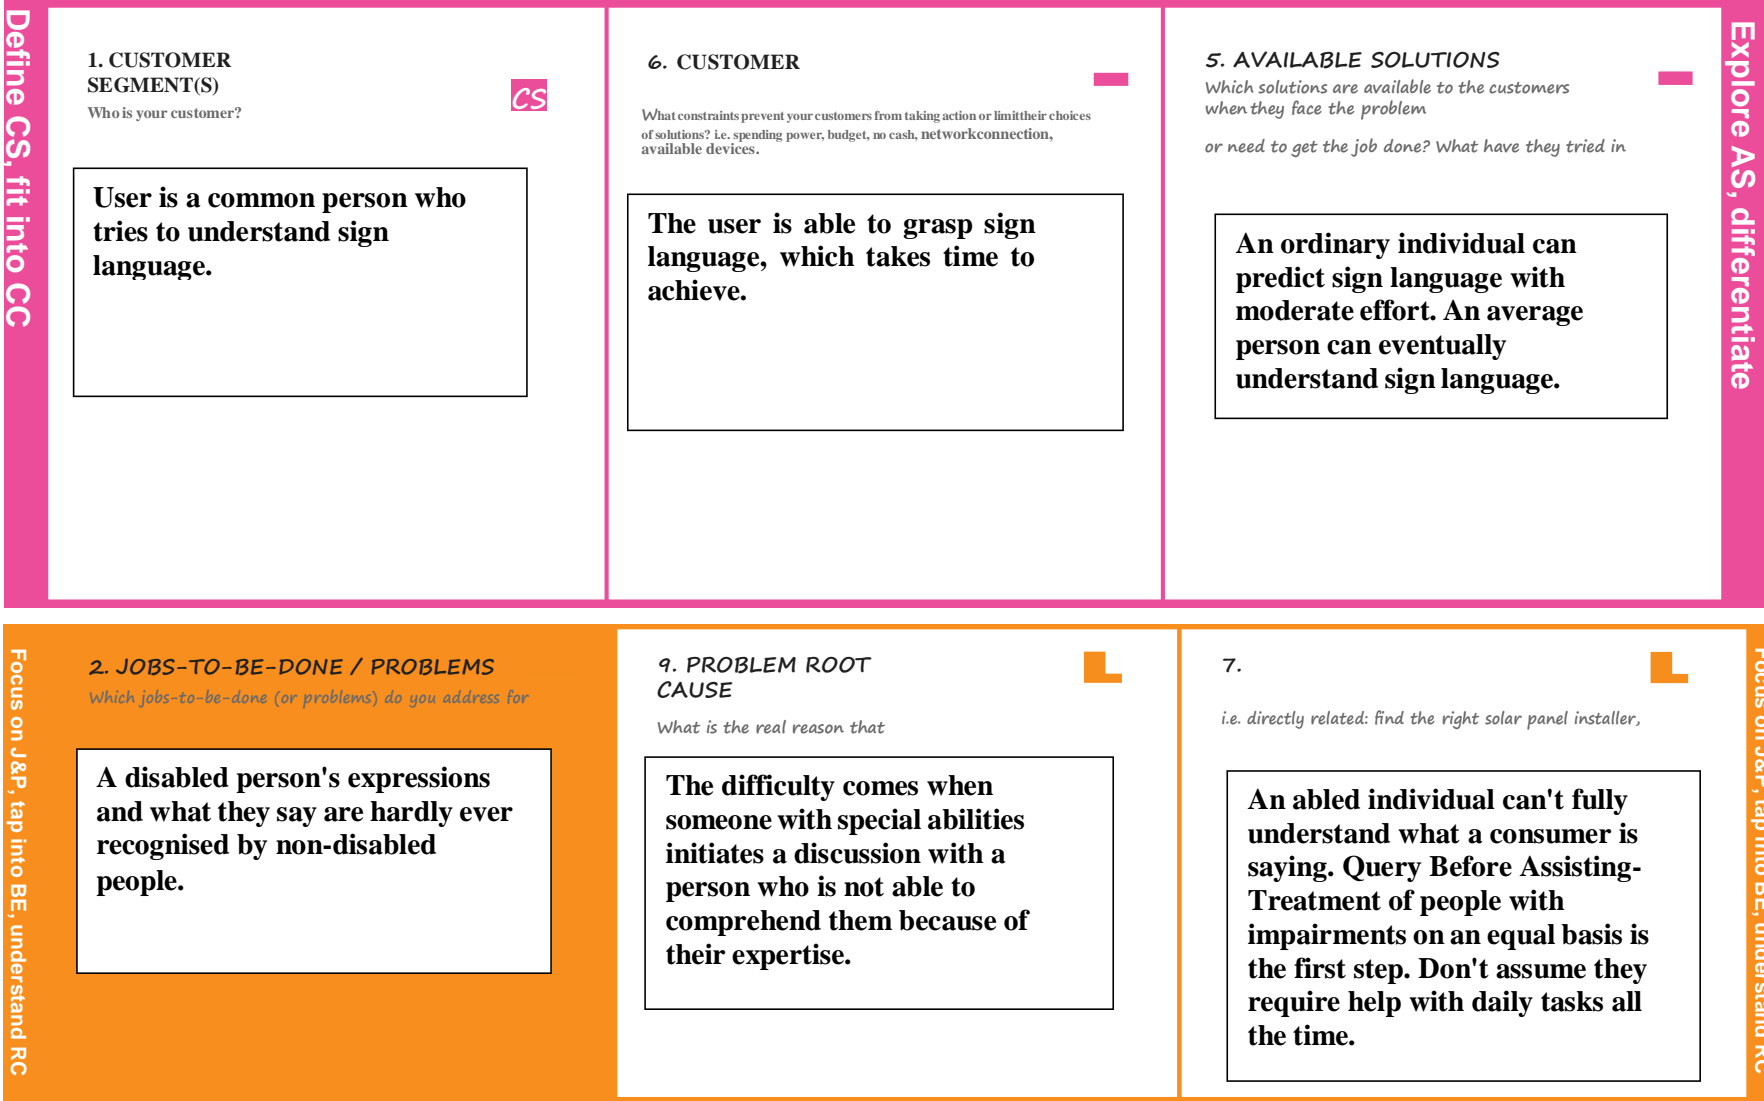 Define CS, fit into CC
1. CUSTOMER
SEGMENT(S)
Who is your customer?
CS
User is a common person who
tries to understand sign
language.
6. CUSTOMER
What constraints prevent your customers from taking action or limittheir choices
of solutions? i.e. spending power, budget, no cash, networkconnection,
available devices.
The user is able to grasp sign
language, which takes time to
achieve.
5. AVAILABLE SOLUTIONS
Which solutions are available to the customers
when they face the problem
or need to get the job done? What have they tried in
An ordinary individual can
predict sign language with
moderate effort. An average
person can eventually
understand sign language.
Explore AS, differentiate
Focus on J&P, tap into BE, understand RC
2. JOBS-TO-BE-DONE / PROBLEMS
Which jobs-to-be-done (or problems) do you address for
A disabled person's expressions
and what they say are hardly ever
recognised by non-disabled
people.
9. PROBLEM ROOT
CAUSE
What is the real reason that
The difficulty comes when
someone with special abilities
initiates a discussion with a
person who is not able to
comprehend them because of
their expertise.
7.
i.e. directly related: find the right solar panel installer,
An abled individual can't fully
understand what a consumer is
saying. Query Before Assisting-
Treatment of people with
impairments on an equal basis is
the first step. Don't assume they
require help with daily tasks all
the time.
Focus on J&P, tap into BE, understand RC